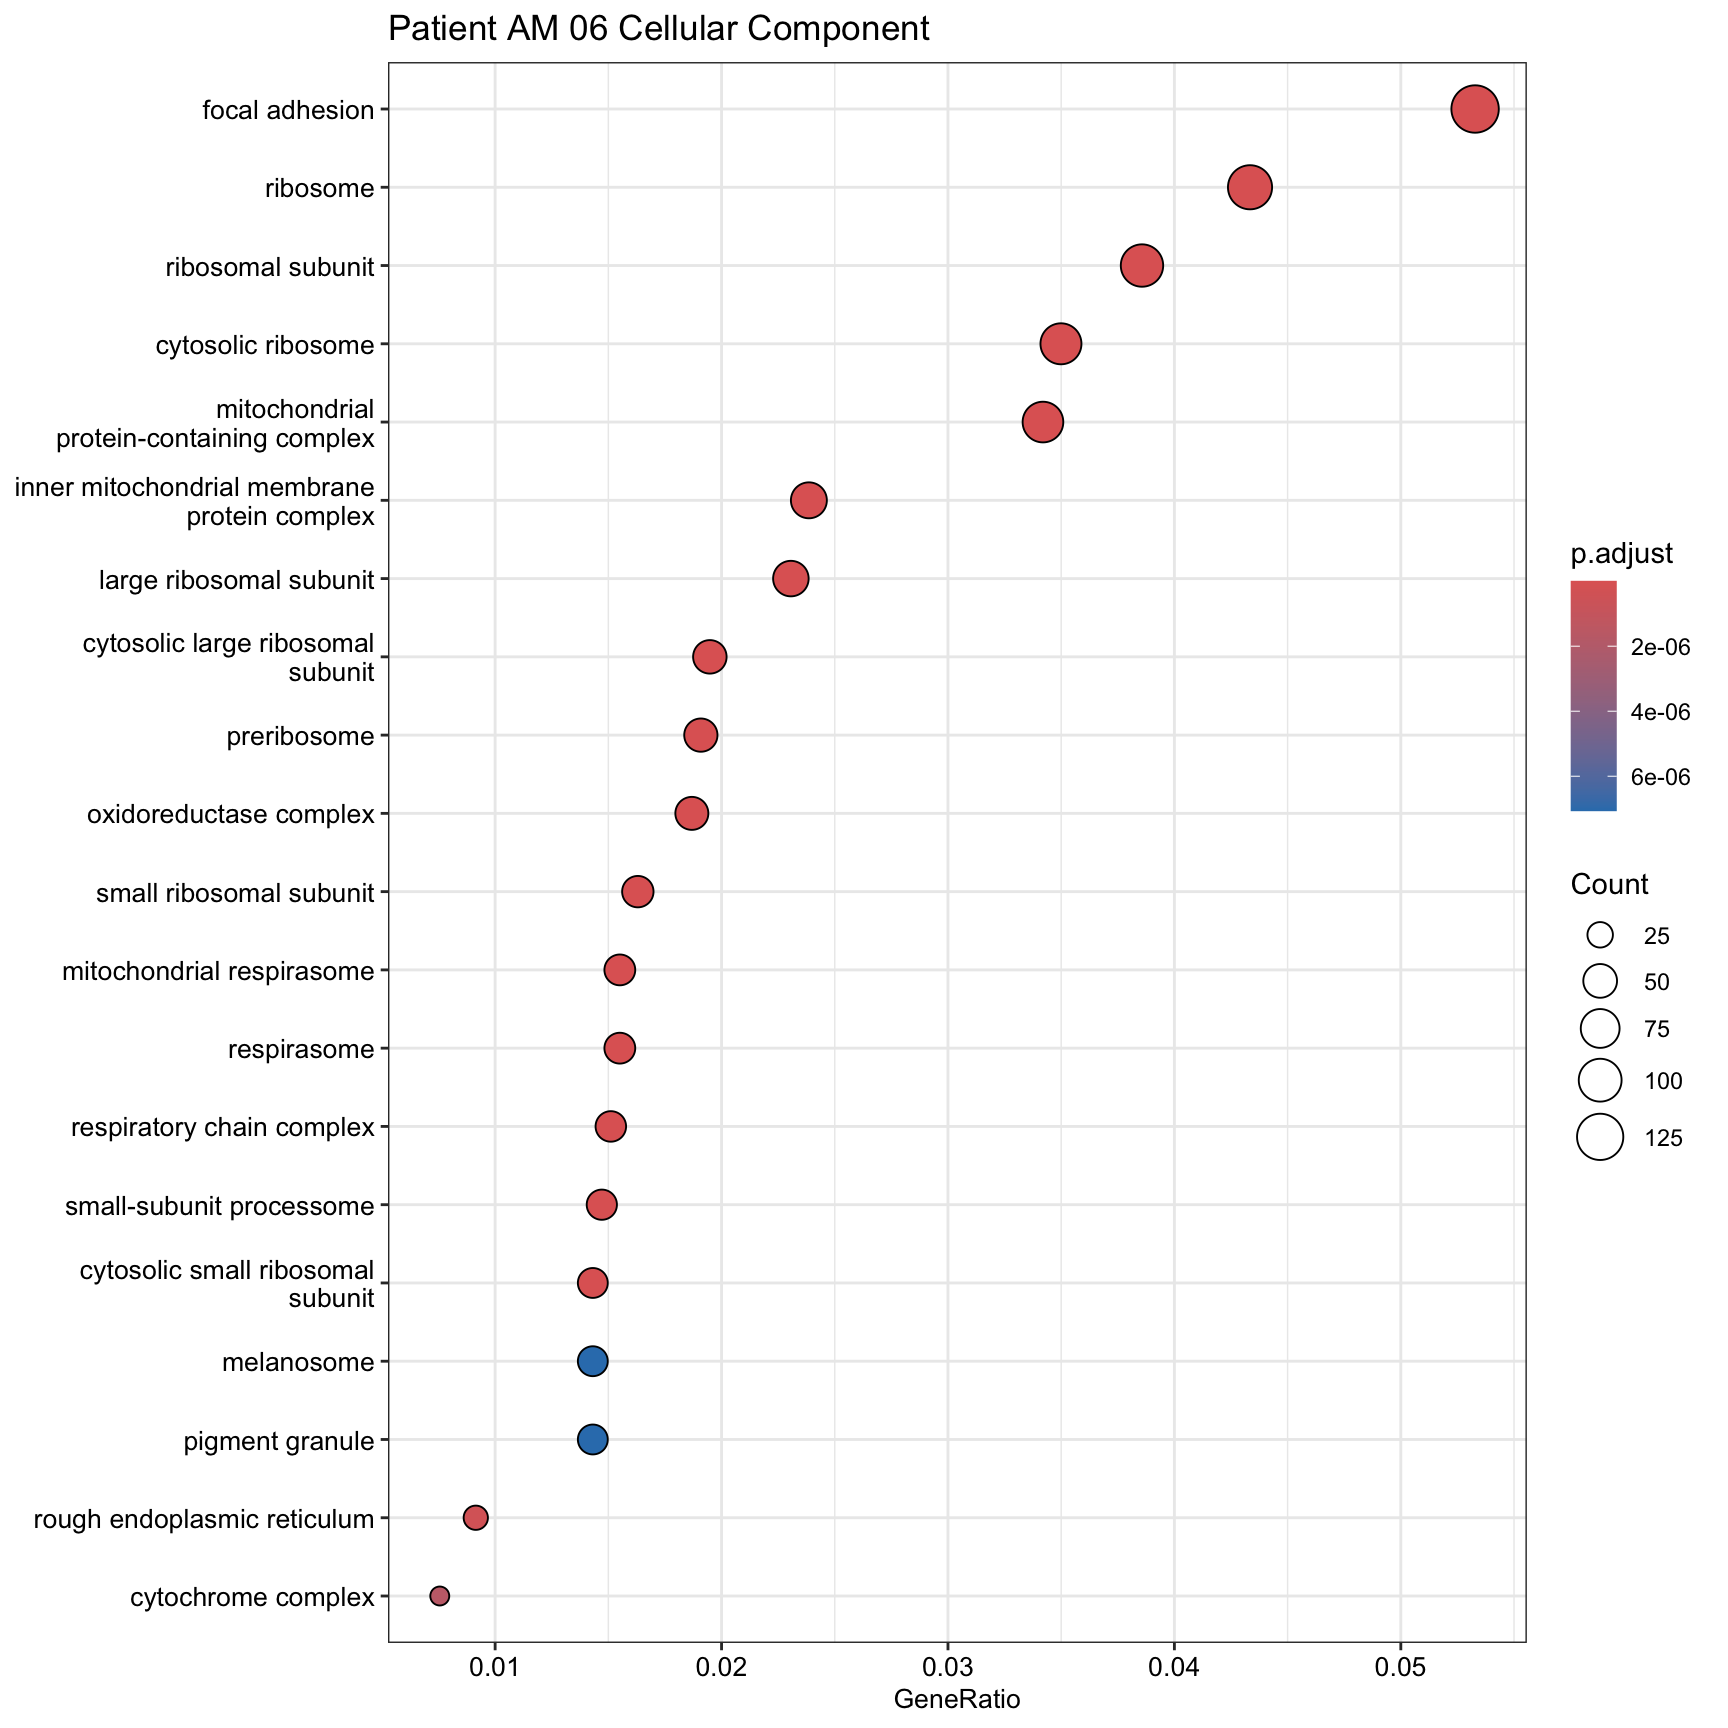 Patient AM 06 Cellular Component
focal adhesion
ribosome
ribosomal subunit
cytosolic ribosome
mitochondrial
protein-containing complex
inner mitochondrial membrane
protein complex
large ribosomal subunit
cytosolic large ribosomal
subunit
preribosome
oxidoreductase complex
small ribosomal subunit
mitochondrial respirasome
respirasome
respiratory chain complex
small-subunit processome
cytosolic small ribosomal
subunit
melanosome
pigment granule
rough endoplasmic reticulum
cytochrome complex
0.01 0.02 0.03 0.04 0.05
GeneRatio
p.adjust
2e-06
4e-06
6e-06
Count
25
50
75
100
125